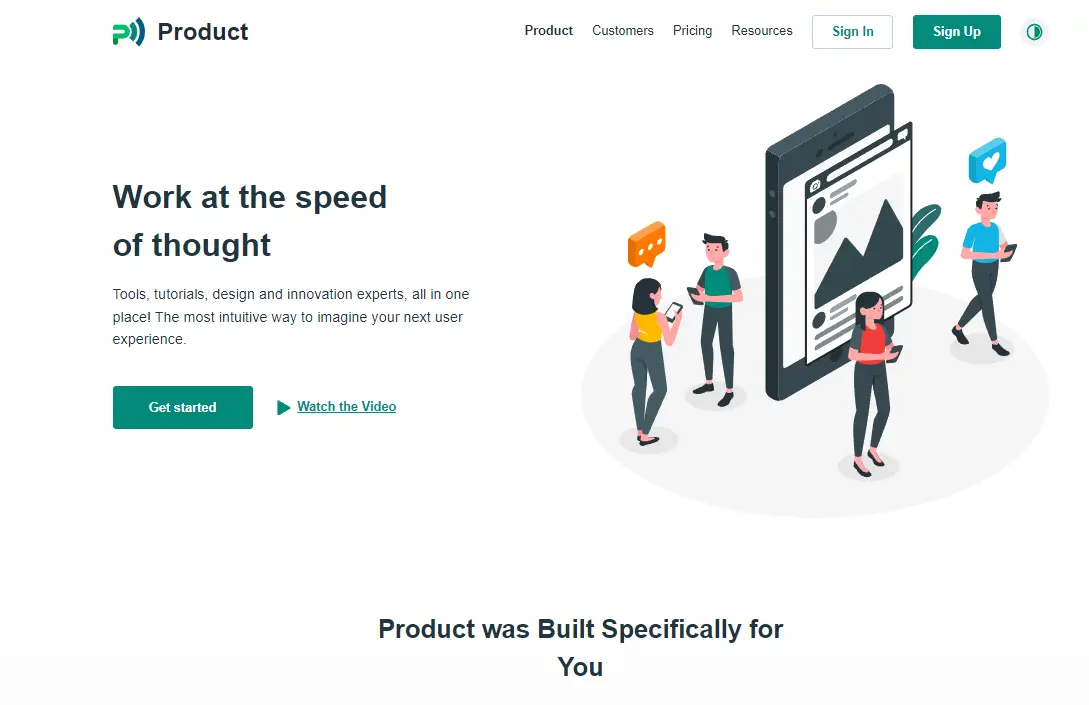 Product
Product Customers Pricing Resources Sign In Sign Up
Work at the speed
of thought
Tools, tutorials, design and innovation experts, all in one
place! The most intuitive way to imagine your next user
experience.
Get started Watch the Video
Product was Built Specifically for
You